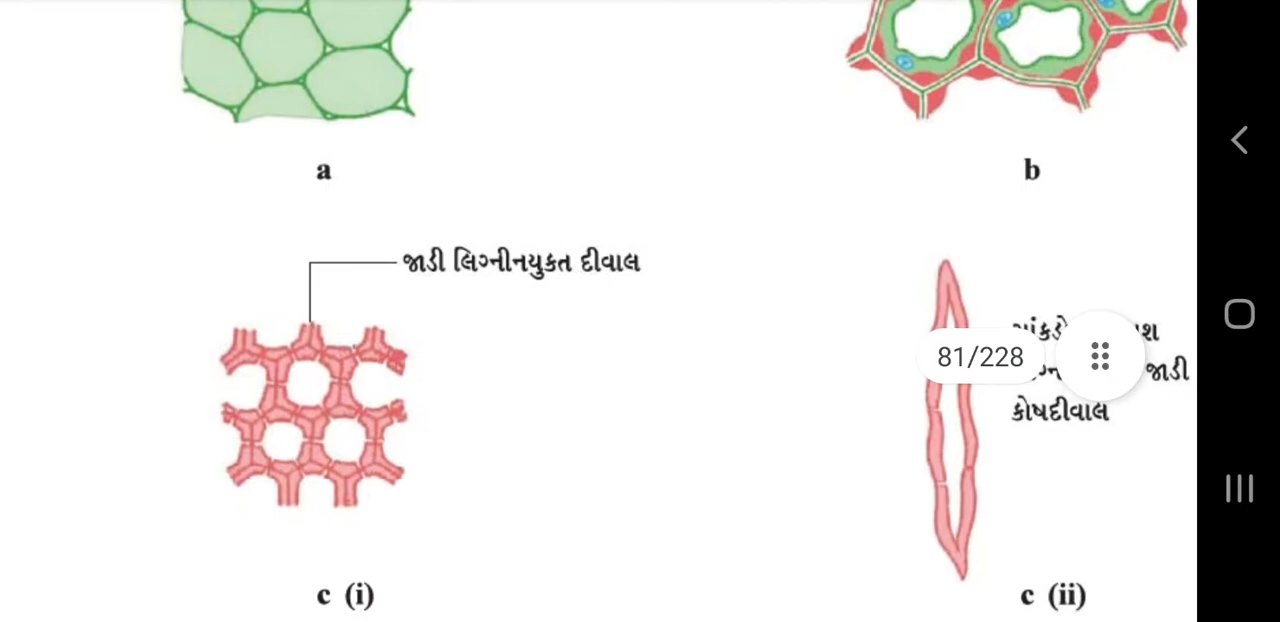 a
b
જાડી લિગ્નીનયુક્ત દીવાલ
81/228
જાડી
કોષદીવાલ
c (i)
c (ii)